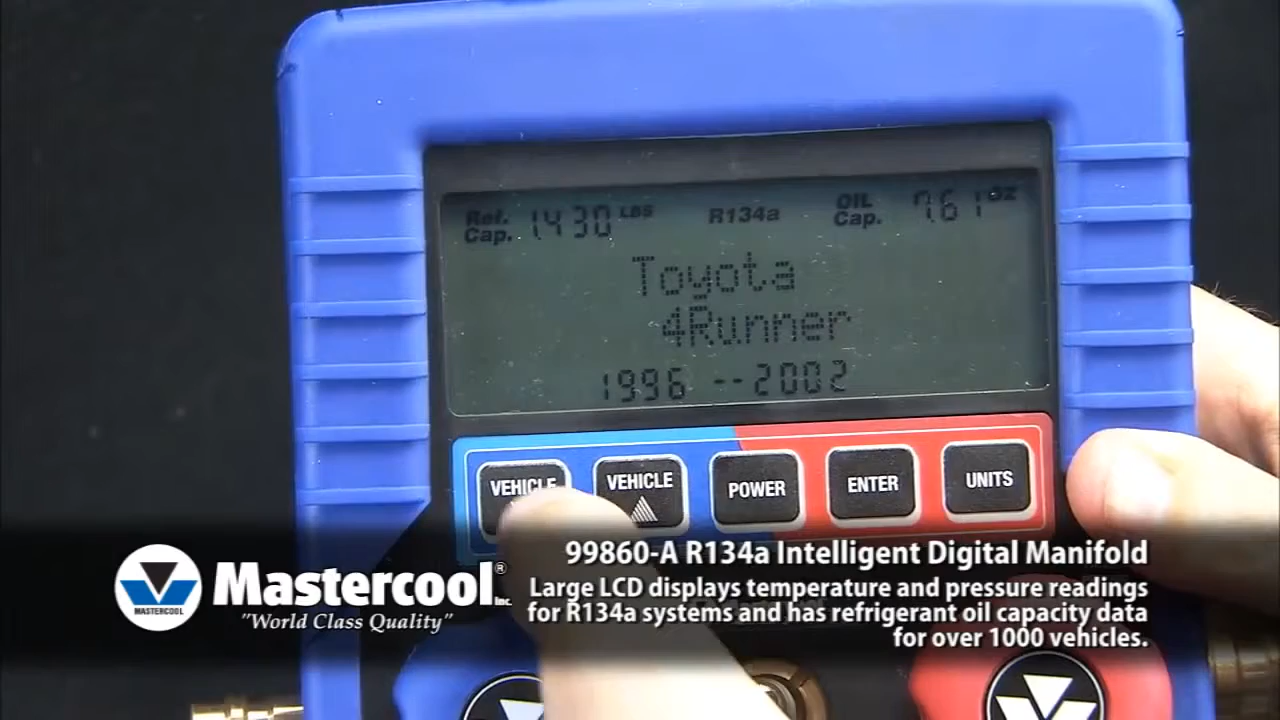 Ref. Cap. 1.430 LBS R134a OIL Cap. 7.61 oz
Toyota
4Runner
1996 --2002
VEHICLE VEHICLE POWER ENTER UNITS
MASTERCOOL
Mastercool® Inc.
"World Class Quality"
99860-A R134a Intelligent Digital Manifold
Large LCD displays temperature and pressure readings
for R134a systems and has refrigerant oil capacity data
for over 1000 vehicles.